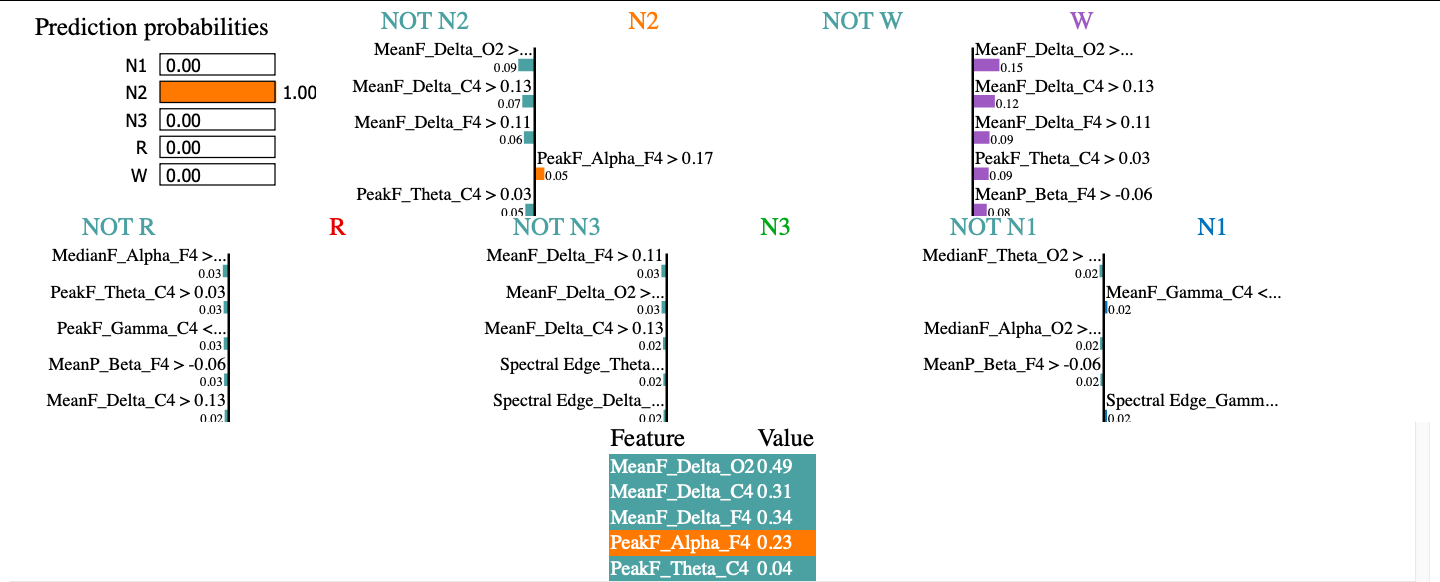 Prediction probabilities
N1 0.00
N2 1.00
N3 0.00
R 0.00
W 0.00
NOT N2 N2
MeanF_Delta_O2 >...
0.09
MeanF_Delta_C4 > 0.13
0.07
MeanF_Delta_F4 > 0.11
0.06
PeakF_Alpha_F4 > 0.17
0.05
PeakF_Theta_C4 > 0.03
0.05
NOT W W
MeanF_Delta_O2 >...
0.15
MeanF_Delta_C4 > 0.13
0.12
MeanF_Delta_F4 > 0.11
0.09
PeakF_Theta_C4 > 0.03
0.09
MeanP_Beta_F4 > -0.06
0.08
NOT R R
MedianF_Alpha_F4 >...
0.03
PeakF_Theta_C4 > 0.03
0.03
PeakF_Gamma_C4 <...
0.03
MeanP_Beta_F4 > -0.06
0.03
MeanF_Delta_C4 > 0.13
0.02
NOT N3 N3
MeanF_Delta_F4 > 0.11
0.03
MeanF_Delta_O2 >...
0.03
MeanF_Delta_C4 > 0.13
0.02
Spectral Edge_Theta...
0.02
Spectral Edge_Delta_...
0.02
NOT N1 N1
MedianF_Theta_O2 > ...
0.02
MeanF_Gamma_C4 <...
0.02
MedianF_Alpha_O2 >...
0.02
MeanP_Beta_F4 > -0.06
0.02
Spectral Edge_Gamm...
0.02
Feature Value
MeanF_Delta_O2 0.49
MeanF_Delta_C4 0.31
MeanF_Delta_F4 0.34
PeakF_Alpha_F4 0.23
PeakF_Theta_C4 0.04